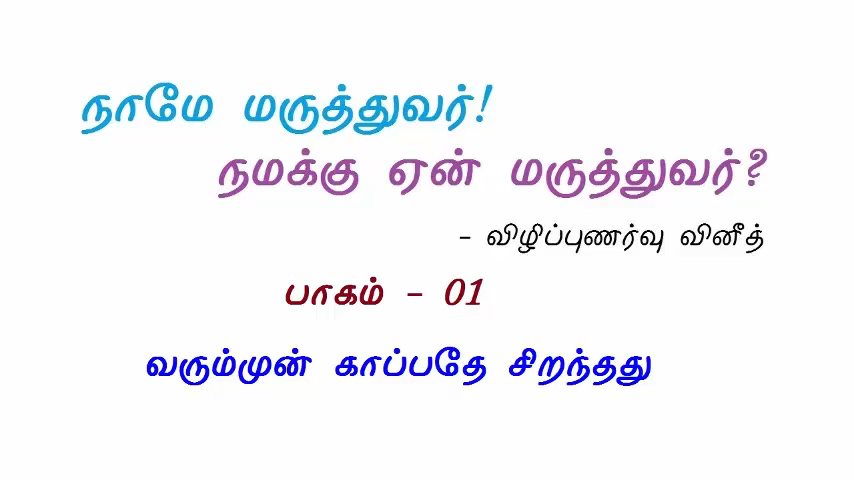 நாமே மருத்துவர்!
நமக்கு ஏன் மருத்துவர்?
- விழிப்புணர்வு வினீத்
பாகம் - 01
வரும்முன் காப்பதே சிறந்தது